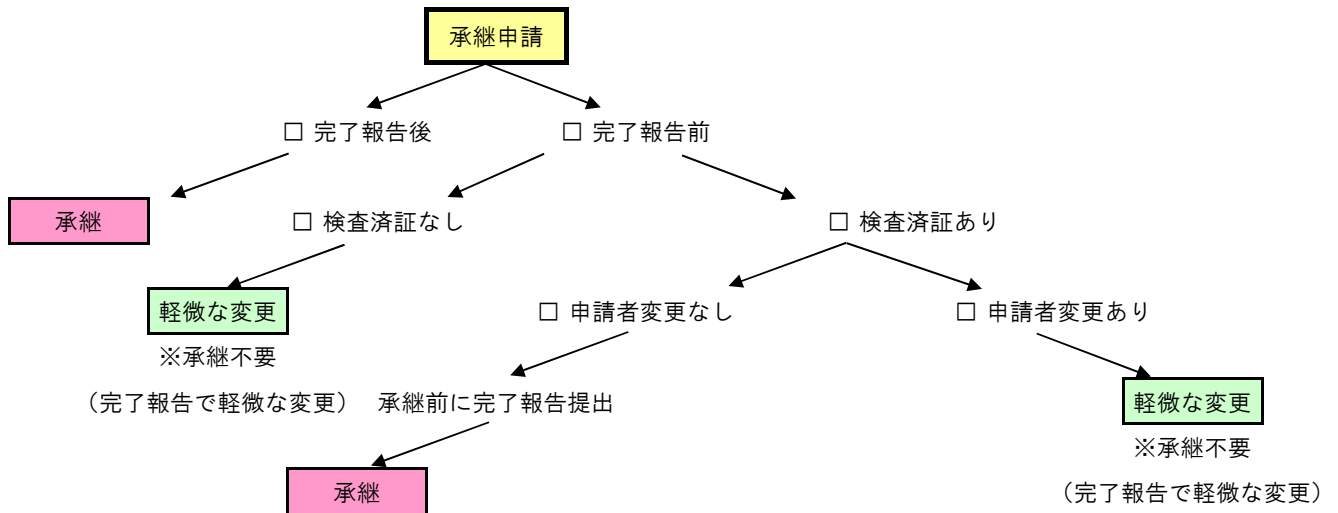 承継申請
□ 完了報告後
□ 完了報告前
承継
□ 検査済証なし
□ 検査済証あり
軽微な変更
□ 申請者変更なし
□ 申請者変更あり
※承継不要
（完了報告で軽微な変更）
承継前に完了報告提出
軽微な変更
※承継不要
承継
（完了報告で軽微な変更）